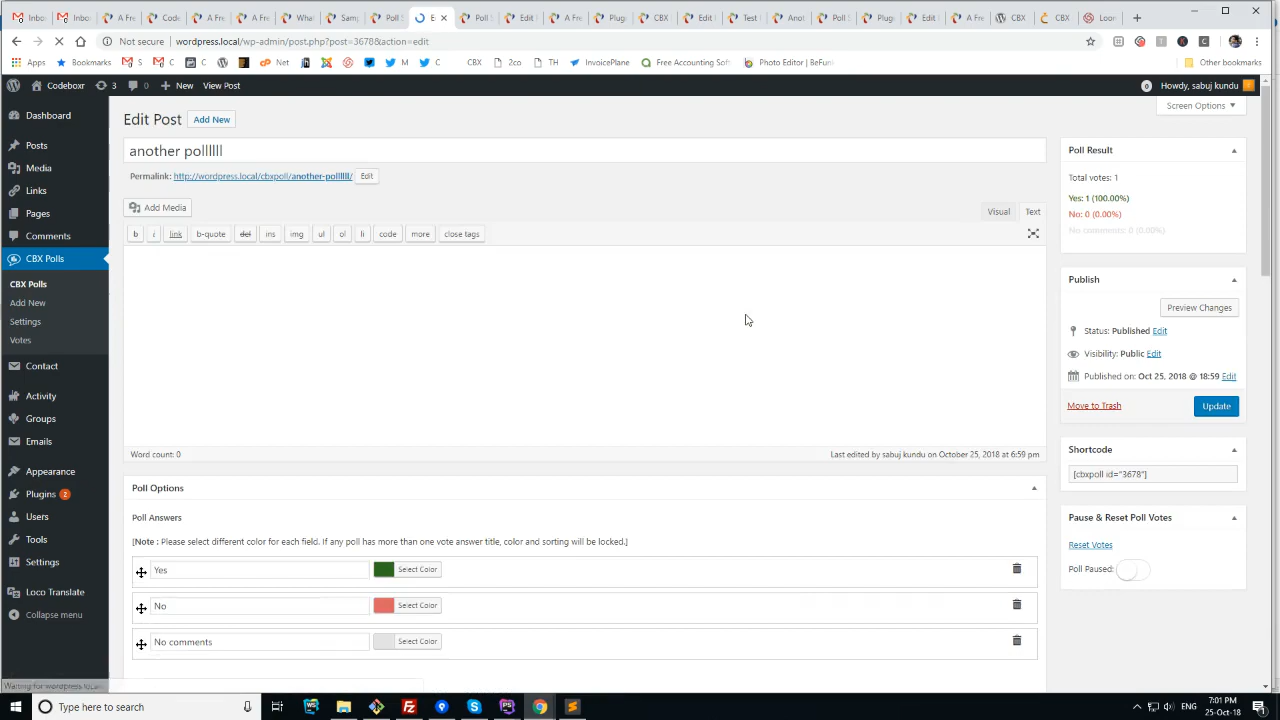 Inbo
Inbo
A Fre
Code
A Fre
A Fre
Wha
Sam
Poll S
E
Poll S
Edit I
A Fre
Plug
CBX
Edit I
A Fre
Test
Ano
Poll S
Plug
Edit
A Fre
CBX
CBX
Loon
Not secure
wordpress.local/wp-admin/post.php?post=3678&action=edit
Apps
Bookmarks
S
C
C
Net
M
C
CBX
2co
TH
InvoicePlane
Free Accounting Soft
Photo Editor | BeFun
Other bookmarks
Codeboxr
3
0
New
View Post
0
Howdy, sabuj kundu
Dashboard
Posts
Media
Links
Pages
Comments
CBX Polls
CBX Polls
Add New
Settings
Votes
Contact
Activity
Groups
Emails
Appearance
Plugins 2
Users
Tools
Settings
Loco Translate
Collapse menu
Waiting for wordpress.loca
Screen Options
Edit Post
Add New
another pollllll
Permalink: http://wordpress.local/cbxpoll/another-pollllll/ Edit
Add Media
Visual
Text
b
i
link
b-quote
del
ins
img
ul
ol
li
code
more
close tags
Word count: 0
Last edited by sabuj kundu on October 25, 2018 at 6:59 pm
Poll Options
Poll Answers
[Note : Please select different color for each field. If any poll has more than one vote answer title, color and sorting will be locked.]
Yes
Select Color
No
Select Color
No comments
Select Color
Poll Result
Total votes: 1
Yes: 1 (100.00%)
No: 0 (0.00%)
No comments: 0 (0.00%)
Publish
Preview Changes
Status: Published Edit
Visibility: Public Edit
Published on: Oct 25, 2018 @ 18:59 Edit
Move to Trash
Update
Shortcode
[cbxpoll id="3678"]
Pause & Reset Poll Votes
Reset Votes
Poll Paused:
Type here to search
ENG
7:01 PM
25-Oct-18